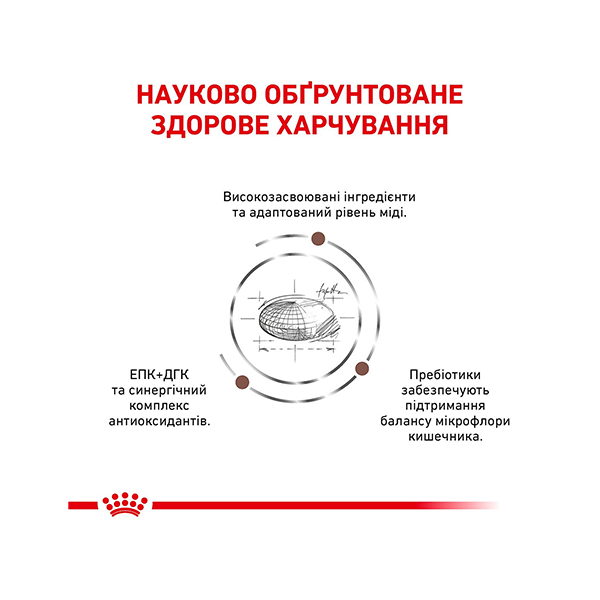 НАУКОВО ОБҐРУНТОВАНЕ
ЗДОРОВЕ ХАРЧУВАННЯ
Високозасвоювані інгредієнти
та адаптований рівень міді.
ЕПК+ДГК
та синергічний
комплекс
антиоксидантів.
Пребіотики
забезпечують
підтримання
балансу мікрофлори
кишечника.